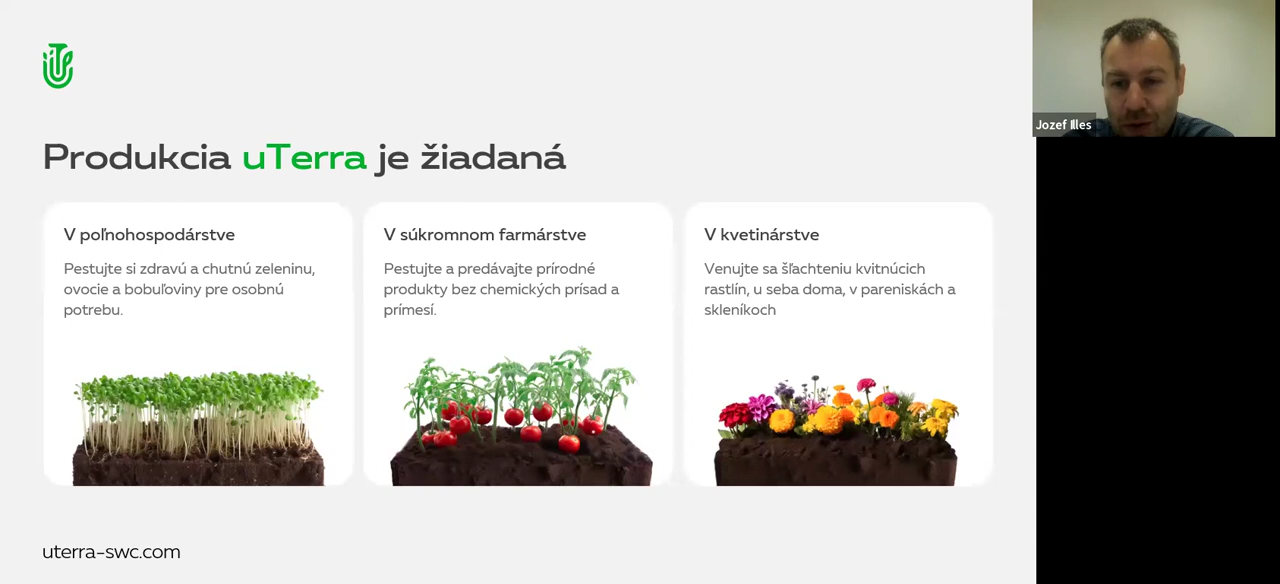 Produkcia uTerra je žiadaná
V poľnohospodárstve
Pestujte si zdravú a chutnú zeleninu,
ovocie a bobuľoviny pre osobnú
potrebu.
V súkromnom farmárstve
Pestujte a predávajte prírodné
produkty bez chemických prísad a
prímesí.
V kvetinárstve
Venujte sa šľachteniu kvitnúcich
rastlín, u seba doma, v pareniskách a
skleníkoch
uterra-swc.com
Jozef Illes